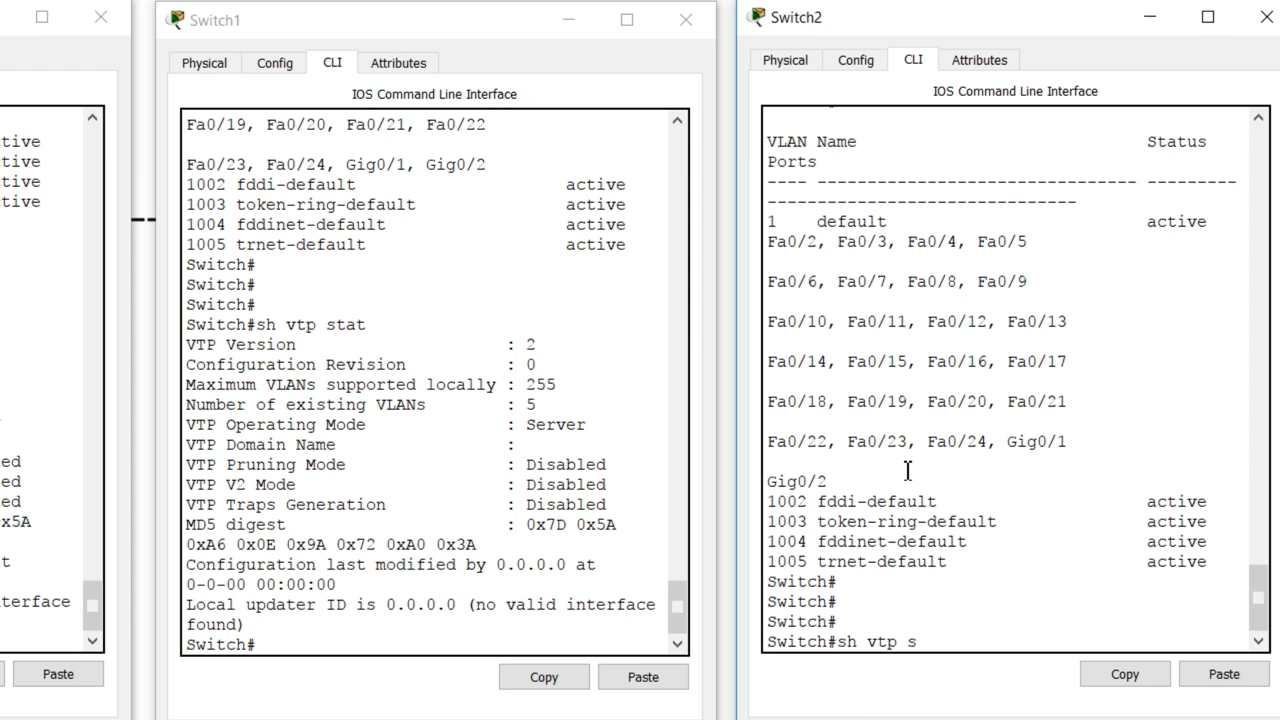 tive
tive
tive
tive
ed
ed
ed
x5A
t
terface
Paste
Switch1
Physical Config CLI Attributes
IOS Command Line Interface
Fa0/19, Fa0/20, Fa0/21, Fa0/22
Fa0/23, Fa0/24, Gig0/1, Gig0/2
1002 fddi-default active
1003 token-ring-default active
1004 fddinet-default active
1005 trnet-default active
Switch#
Switch#
Switch#
Switch#sh vtp stat
VTP Version : 2
Configuration Revision : 0
Maximum VLANs supported locally : 255
Number of existing VLANs : 5
VTP Operating Mode : Server
VTP Domain Name :
VTP Pruning Mode : Disabled
VTP V2 Mode : Disabled
VTP Traps Generation : Disabled
MD5 digest : 0x7D 0x5A
0xA6 0x0E 0x9A 0x72 0xA0 0x3A
Configuration last modified by 0.0.0.0 at
0-0-00 00:00:00
Local updater ID is 0.0.0.0 (no valid interface
found)
Switch#
Copy Paste
Switch2
Physical Config CLI Attributes
IOS Command Line Interface
VLAN Name Status
Ports
---- -------------------------------- ---------
-------------------------------
1 default active
Fa0/2, Fa0/3, Fa0/4, Fa0/5
Fa0/6, Fa0/7, Fa0/8, Fa0/9
Fa0/10, Fa0/11, Fa0/12, Fa0/13
Fa0/14, Fa0/15, Fa0/16, Fa0/17
Fa0/18, Fa0/19, Fa0/20, Fa0/21
Fa0/22, Fa0/23, Fa0/24, Gig0/1
Gig0/2
1002 fddi-default active
1003 token-ring-default active
1004 fddinet-default active
1005 trnet-default active
Switch#
Switch#
Switch#
Switch#sh vtp s
Copy Paste